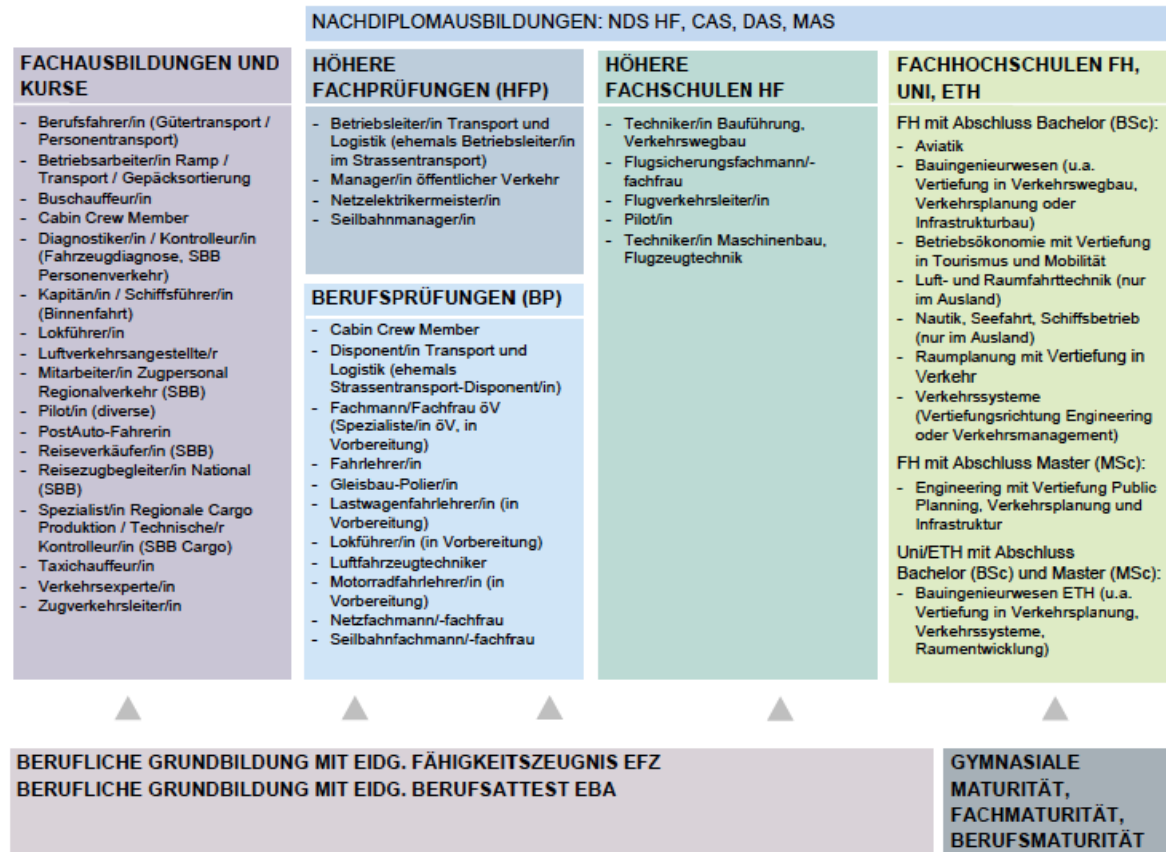 NACHDIPLOMAUSBILDUNGEN: NDS HF, CAS, DAS, MAS
FACHAUSBILDUNGEN UND
KURSE
- Berufsfahrer/in (Gütertransport /
Personentransport)
- Betriebsarbeiter/in Ramp /
Transport / Gepäcksortierung
- Buschauffeur/in
- Cabin Crew Member
- Diagnostiker/in / Kontrolleur/in
(Fahrzeugdiagnose, SBB
Personenverkehr)
- Kapitän/in / Schiffsführer/in
(Binnenfahrt)
- Lokführer/in
- Luftverkehrsangestellte/r
- Mitarbeiter/in Zugpersonal
Regionalverkehr (SBB)
- Pilot/in (diverse)
- PostAuto-Fahrerin
- Reiseverkäufer/in (SBB)
- Reisezugbegleiter/in National
(SBB)
- Spezialist/in Regionale Cargo
Produktion / Technische/r
Kontrolleur/in (SBB Cargo)
- Taxichauffeur/in
- Verkehrsexperte/in
- Zugverkehrsleiter/in
HÖHERE
FACHPRÜFUNGEN (HFP)
- Betriebsleiter/in Transport und
Logistik (ehemals Betriebsleiter/in
im Strassentransport)
- Manager/in öffentlicher Verkehr
- Netzelektrikermeister/in
- Seilbahnmanager/in
BERUFSPRÜFUNGEN (BP)
- Cabin Crew Member
- Disponent/in Transport und
Logistik (ehemals
Strassentransport-Disponent/in)
- Fachmann/Fachfrau öV
(Spezialiste/in öV, in
Vorbereitung)
- Fahrlehrer/in
- Gleisbau-Polier/in
- Lastwagenfahrlehrer/in (in
Vorbereitung)
- Lokführer/in (in Vorbereitung)
- Luftfahrzeugtechniker
- Motorradfahrlehrer/in (in
Vorbereitung)
- Netzfachmann/-fachfrau
- Seilbahnfachmann/-fachfrau
HÖHERE
FACHSCHULEN HF
- Techniker/in Bauführung,
Verkehrswegbau
- Flugsicherungsfachmann/-
fachfrau
- Flugverkehrsleiter/in
- Pilot/in
- Techniker/in Maschinenbau,
Flugzeugtechnik
FACHHOCHSCHULEN FH,
UNI, ETH
FH mit Abschluss Bachelor (BSc):
- Aviatik
- Bauingenieurwesen (u.a.
Vertiefung in Verkehrswegbau,
Verkehrsplanung oder
Infrastrukturbau)
- Betriebsökonomie mit Vertiefung
in Tourismus und Mobilität
- Luft- und Raumfahrttechnik (nur
im Ausland)
- Nautik, Seefahrt, Schiffsbetrieb
(nur im Ausland)
- Raumplanung mit Vertiefung in
Verkehr
- Verkehrssysteme
(Vertiefungsrichtung Engineering
oder Verkehrsmanagement)
FH mit Abschluss Master (MSc):
- Engineering mit Vertiefung Public
Planning, Verkehrsplanung und
Infrastruktur
Uni/ETH mit Abschluss
Bachelor (BSc) und Master (MSc):
- Bauingenieurwesen ETH (u.a.
Vertiefung in Verkehrsplanung,
Verkehrssysteme,
Raumentwicklung)
BERUFLICHE GRUNDBILDUNG MIT EIDG. FÄHIGKEITSZEUGNIS EFZ
BERUFLICHE GRUNDBILDUNG MIT EIDG. BERUFSATTEST EBA
GYMNASIALE
MATURITÄT,
FACHMATURITÄT,
BERUFSMATURITÄT